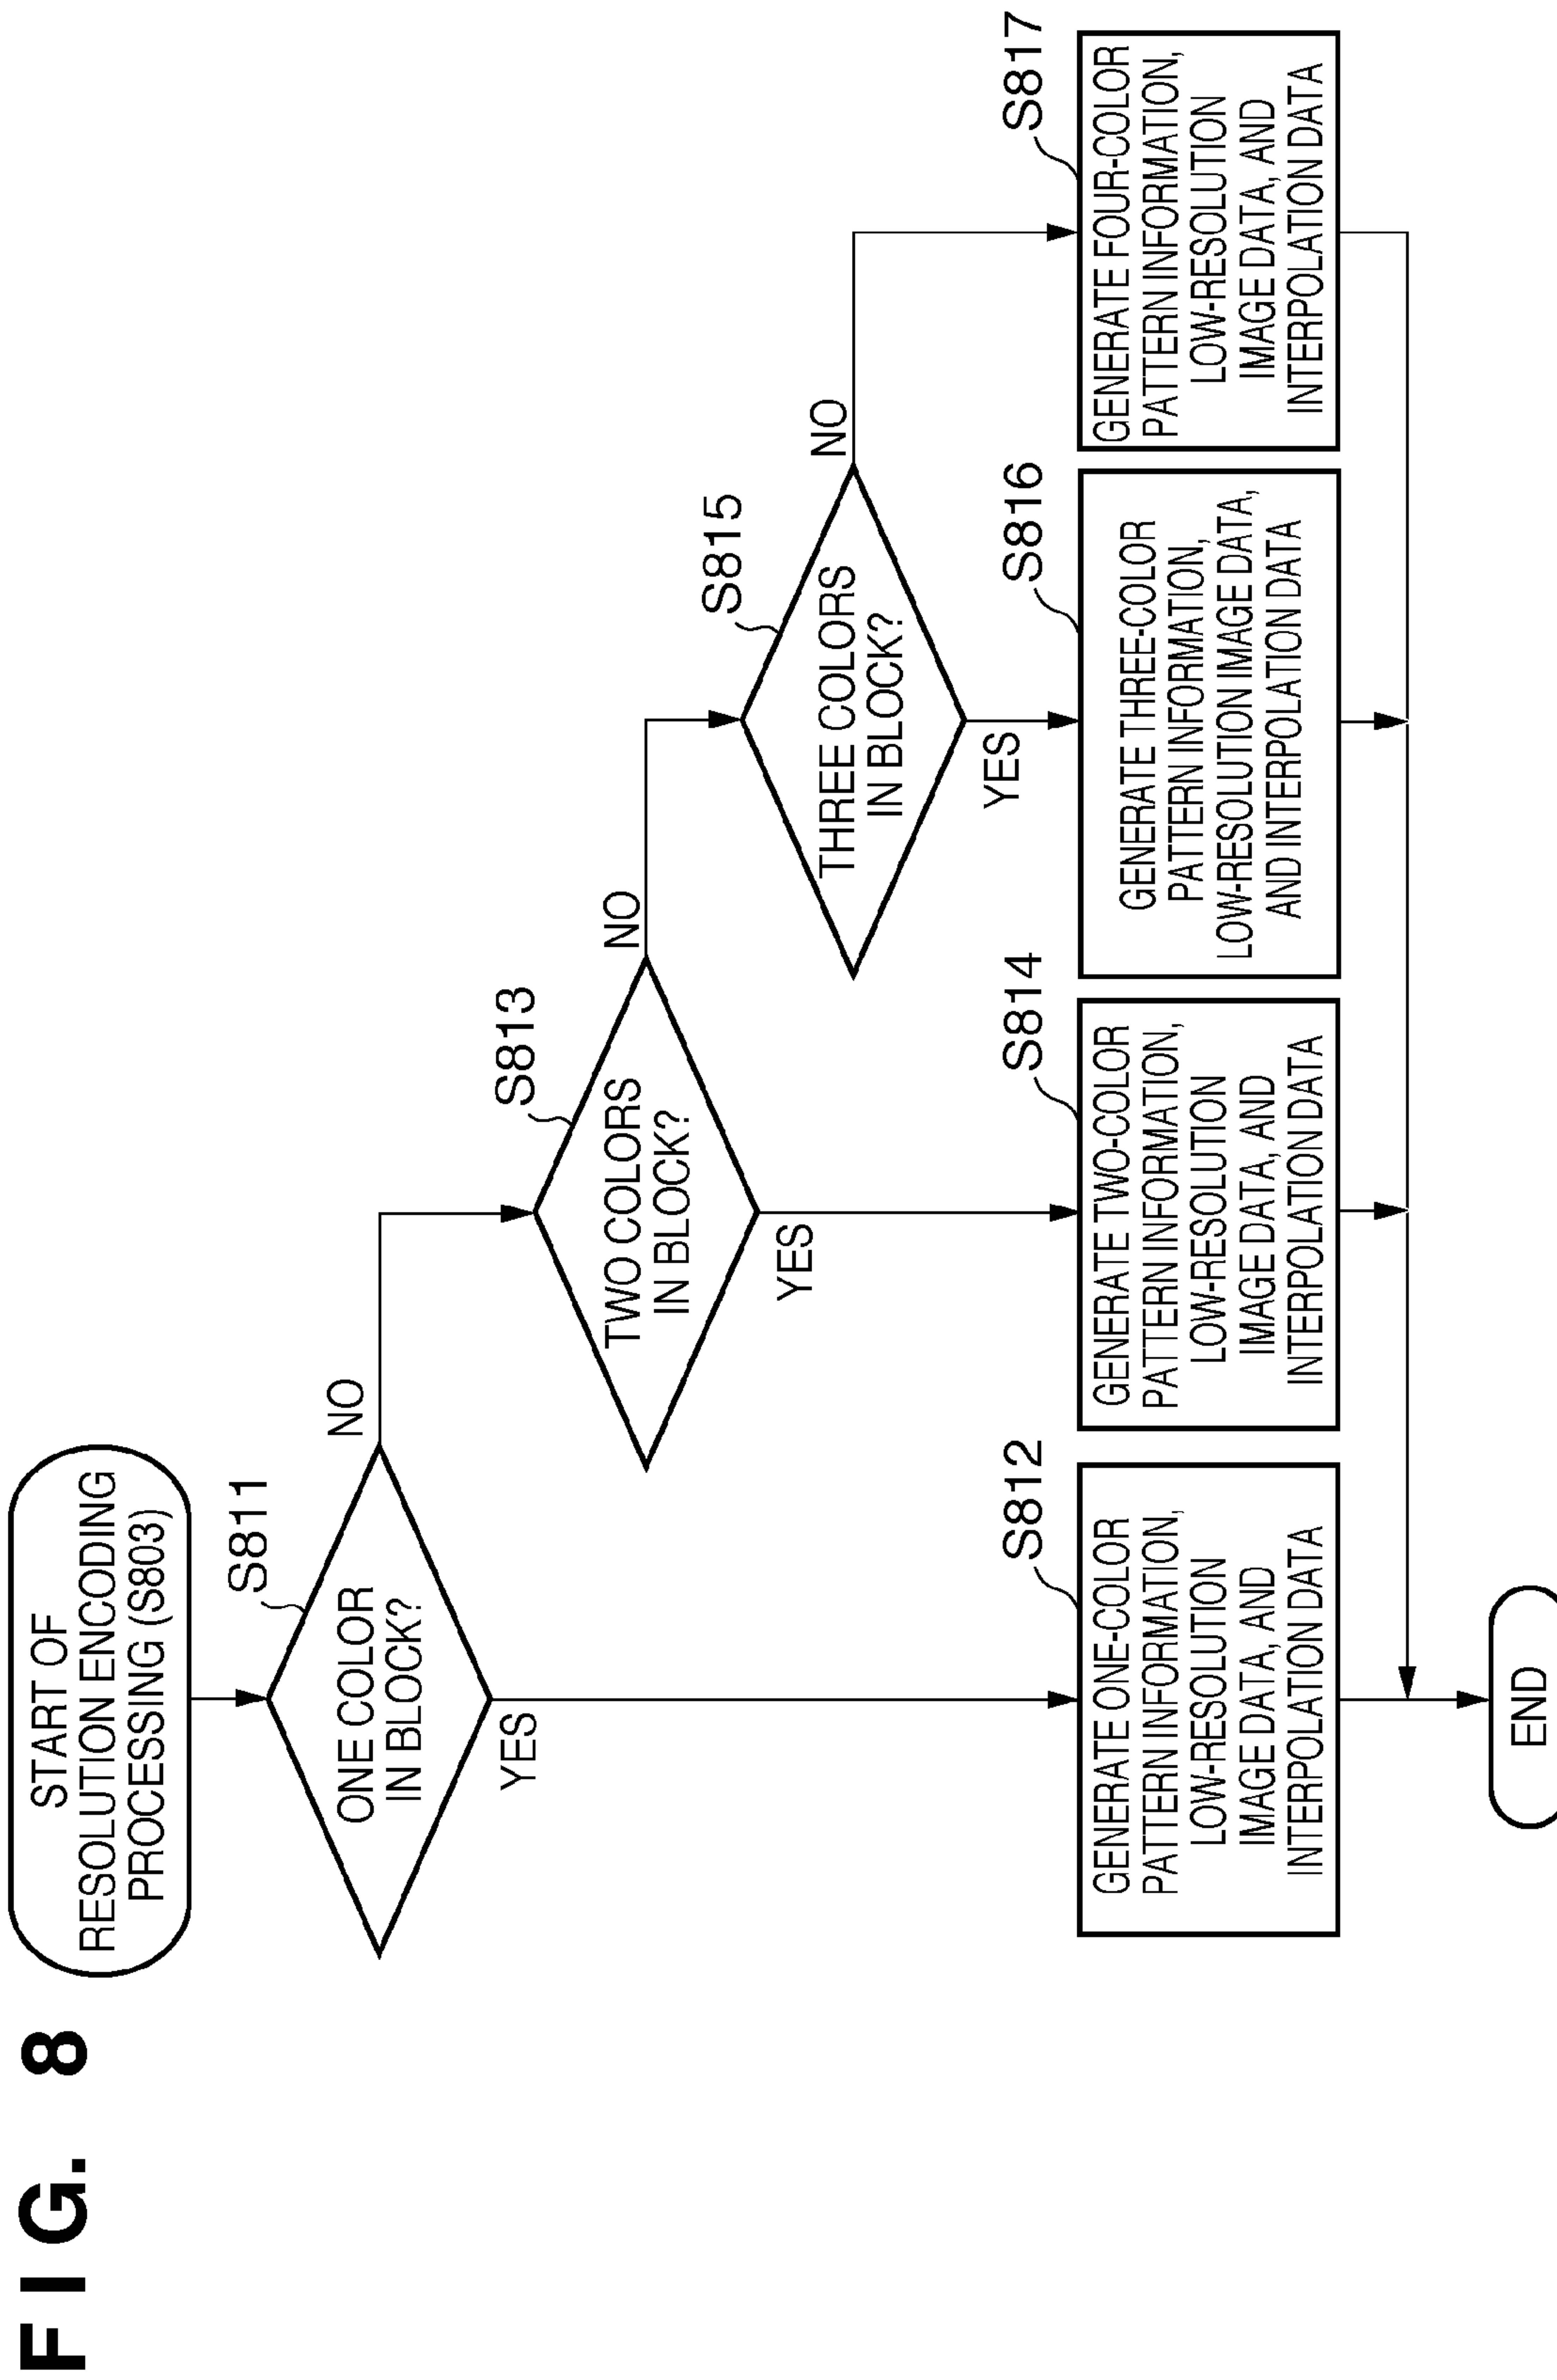 FIG. 8
START OF
RESOLUTION ENCODING
PROCESSING (S803)
S811
ONE COLOR
IN BLOCK?
NO
YES
S813
TWO COLORS
IN BLOCK?
NO
YES
S815
THREE COLORS
IN BLOCK?
NO
YES
S812
GENERATE ONE-COLOR
PATTERN INFORMATION,
LOW-RESOLUTION
IMAGE DATA, AND
INTERPOLATION DATA
S814
GENERATE TWO-COLOR
PATTERN INFORMATION,
LOW-RESOLUTION
IMAGE DATA, AND
INTERPOLATION DATA
S816
GENERATE THREE-COLOR
PATTERN INFORMATION,
LOW-RESOLUTION IMAGE DATA,
AND INTERPOLATION DATA
S817
GENERATE FOUR-COLOR
PATTERN INFORMATION,
LOW-RESOLUTION
IMAGE DATA, AND
INTERPOLATION DATA
END